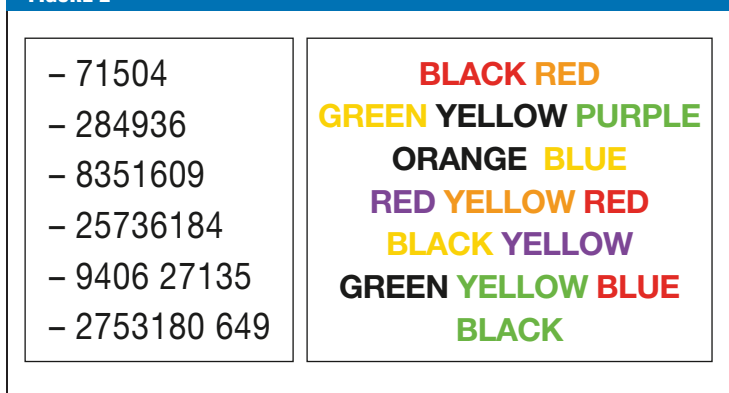 – 71504
– 284936
– 8351609
– 25736184
– 9406 27135
– 2753180 649
BLACK RED
GREEN YELLOW PURPLE
ORANGE BLUE
RED YELLOW RED
BLACK YELLOW
GREEN YELLOW BLUE
BLACK